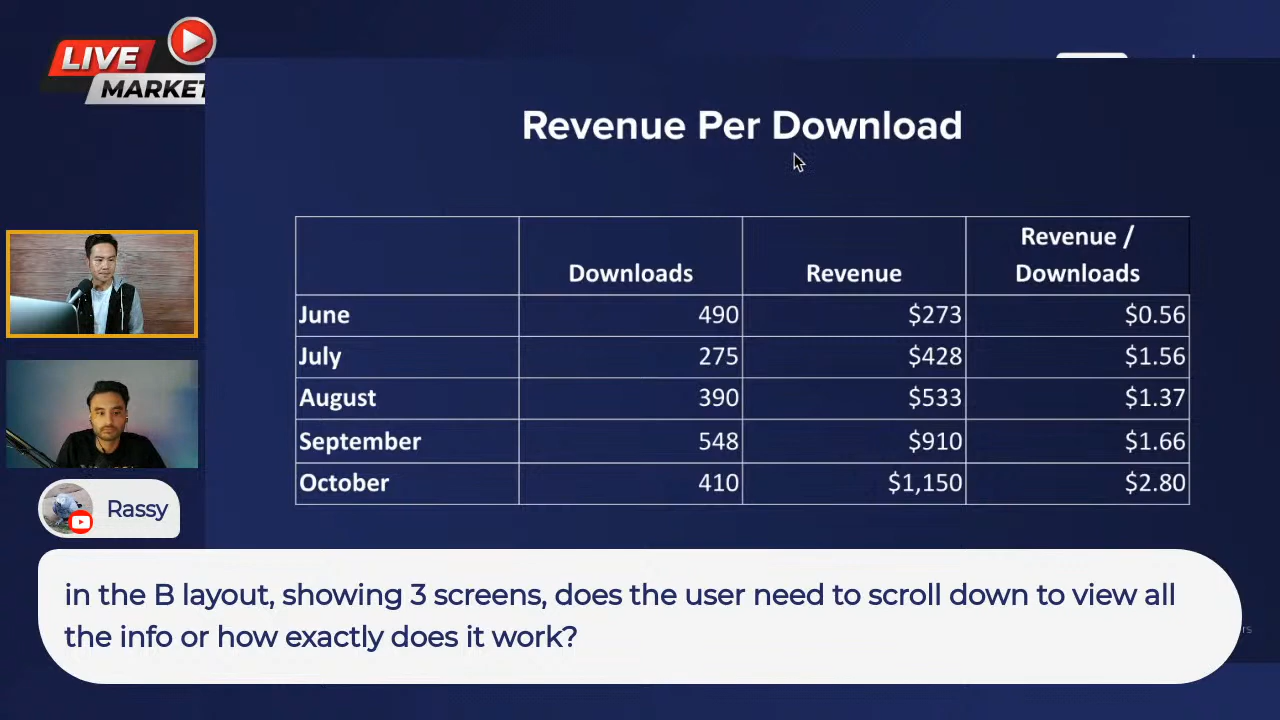 LIVE
MARKET
Revenue Per Download
Downloads Revenue Revenue / Downloads
June 490 $273 $0.56
July 275 $428 $1.56
August 390 $533 $1.37
September 548 $910 $1.66
October 410 $1,150 $2.80
Rassy
in the B layout, showing 3 screens, does the user need to scroll down to view all
the info or how exactly does it work?